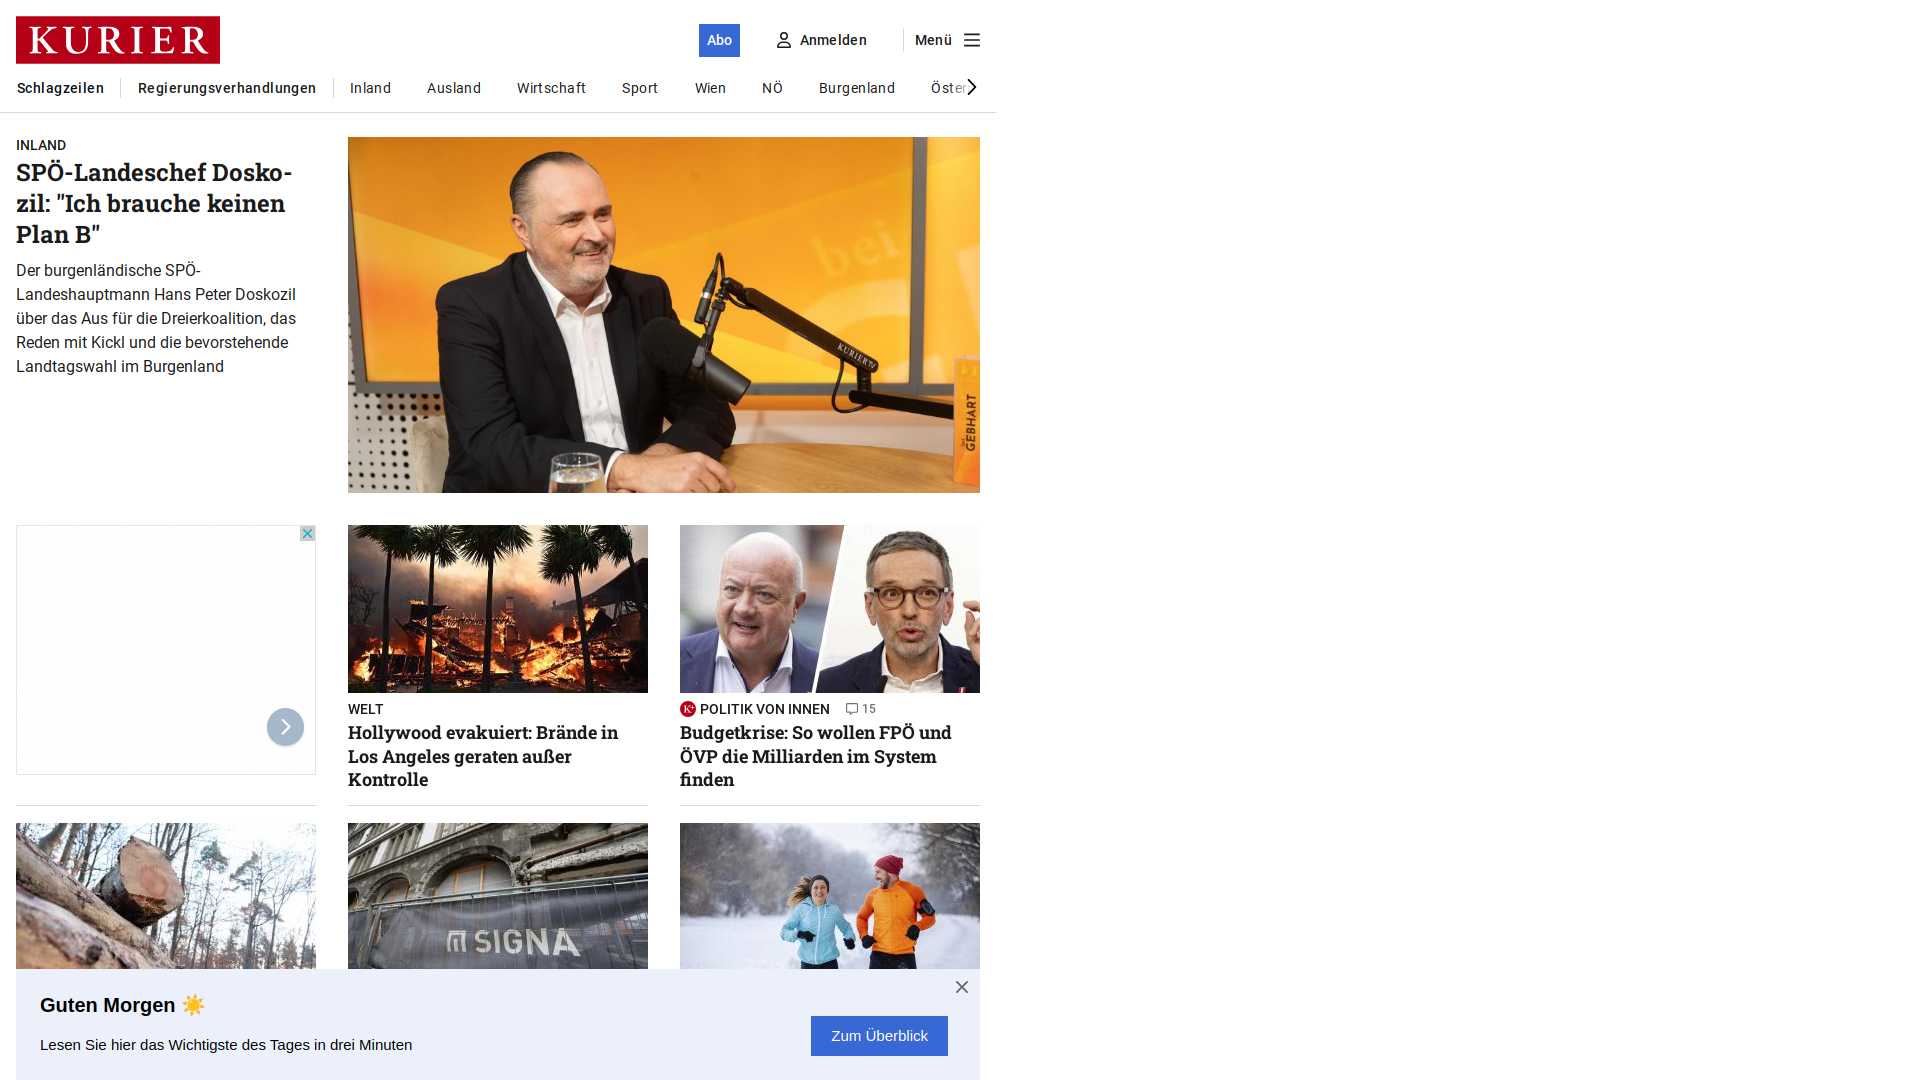 KURIER
Abo
Anmelden
Menü
Schlagzeilen
Regierungsverhandlungen
Inland
Ausland
Wirtschaft
Sport
Wien
NÖ
Burgenland
Öster
INLAND
SPÖ-Landeschef Dosko-
zil: "Ich brauche keinen
Plan B"
Der burgenländische SPÖ-
Landeshauptmann Hans Peter Doskozil
über das Aus für die Dreierkoalition, das
Reden mit Kickl und die bevorstehende
Landtagswahl im Burgenland
bei
KURIER TV
bei
GEBHART
WELT
Hollywood evakuiert: Brände in
Los Angeles geraten außer
Kontrolle
K+ POLITIK VON INNEN 15
Budgetkrise: So wollen FPÖ und
ÖVP die Milliarden im System
finden
SIGNA
Guten Morgen ☀️
Lesen Sie hier das Wichtigste des Tages in drei Minuten
Zum Überblick